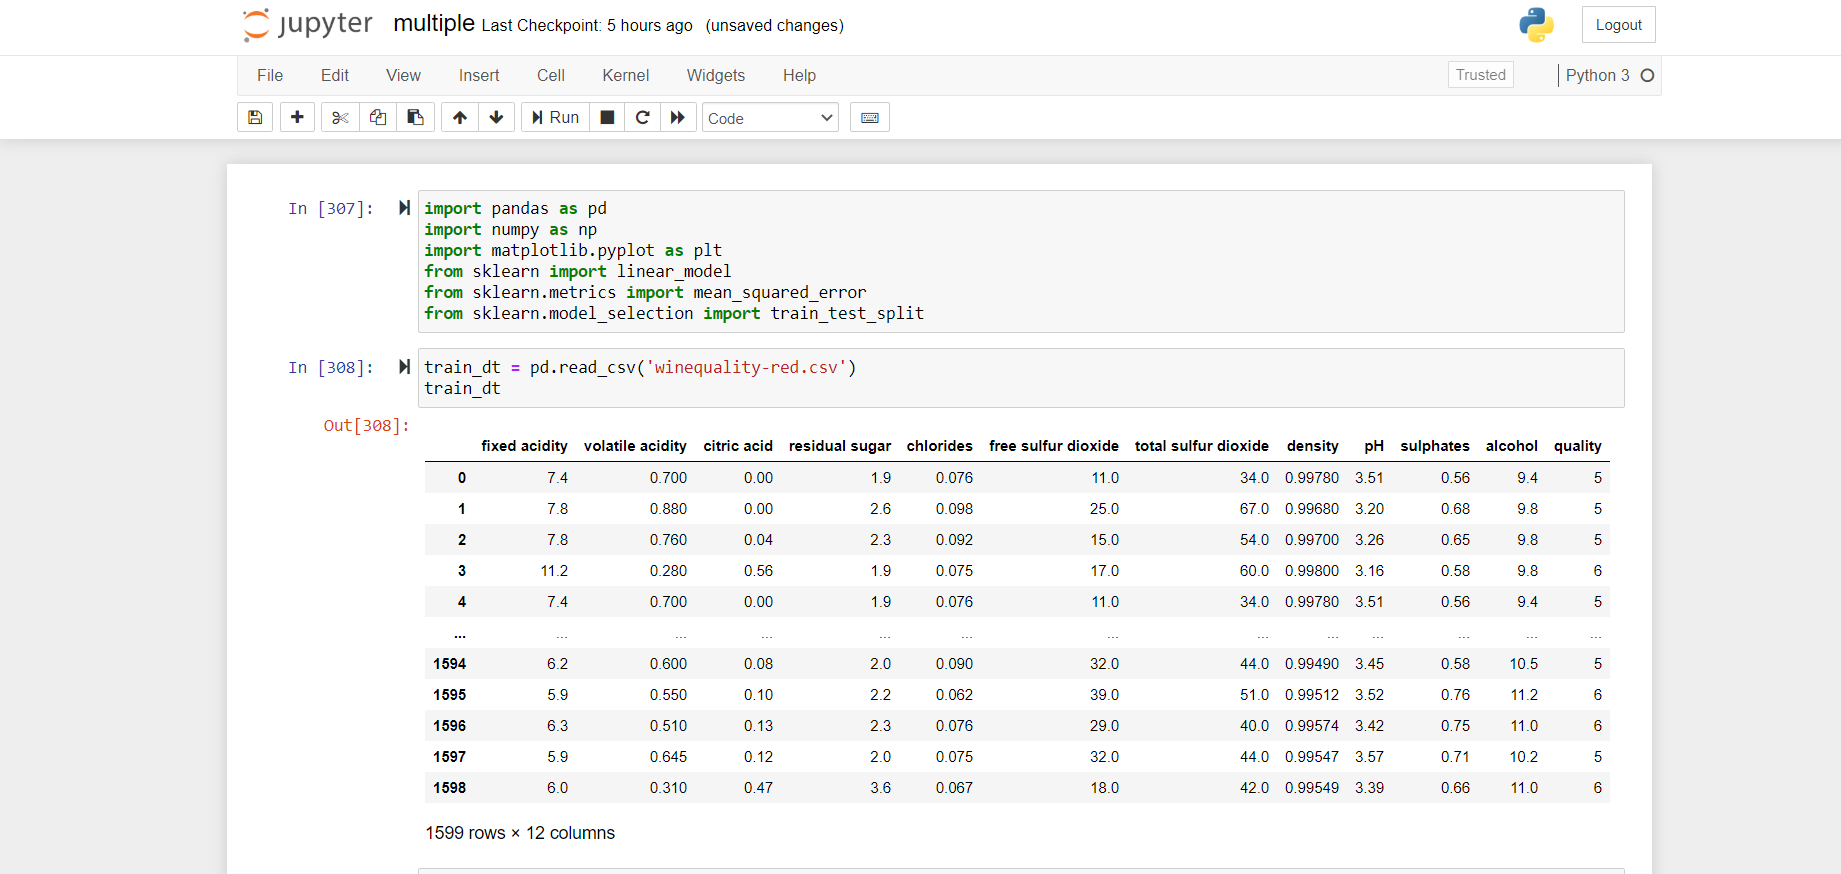 jupyter multiple Last Checkpoint: 5 hours ago (unsaved changes) Logout
File Edit View Insert Cell Kernel Widgets Help Trusted Python 3
Run Code
In [307]: import pandas as pd
import numpy as np
import matplotlib.pyplot as plt
from sklearn import linear_model
from sklearn.metrics import mean_squared_error
from sklearn.model_selection import train_test_split
In [308]: train_dt = pd.read_csv('winequality-red.csv')
train_dt
Out[308]:
fixed acidity volatile acidity citric acid residual sugar chlorides free sulfur dioxide total sulfur dioxide density pH sulphates alcohol quality
0 7.4 0.700 0.00 1.9 0.076 11.0 34.0 0.99780 3.51 0.56 9.4 5
1 7.8 0.880 0.00 2.6 0.098 25.0 67.0 0.99680 3.20 0.68 9.8 5
2 7.8 0.760 0.04 2.3 0.092 15.0 54.0 0.99700 3.26 0.65 9.8 5
3 11.2 0.280 0.56 1.9 0.075 17.0 60.0 0.99800 3.16 0.58 9.8 6
4 7.4 0.700 0.00 1.9 0.076 11.0 34.0 0.99780 3.51 0.56 9.4 5
... ... ... ... ... ... ... ... ... ... ... ... ...
1594 6.2 0.600 0.08 2.0 0.090 32.0 44.0 0.99490 3.45 0.58 10.5 5
1595 5.9 0.550 0.10 2.2 0.062 39.0 51.0 0.99512 3.52 0.76 11.2 6
1596 6.3 0.510 0.13 2.3 0.076 29.0 40.0 0.99574 3.42 0.75 11.0 6
1597 5.9 0.645 0.12 2.0 0.075 32.0 44.0 0.99547 3.57 0.71 10.2 5
1598 6.0 0.310 0.47 3.6 0.067 18.0 42.0 0.99549 3.39 0.66 11.0 6
1599 rows × 12 columns